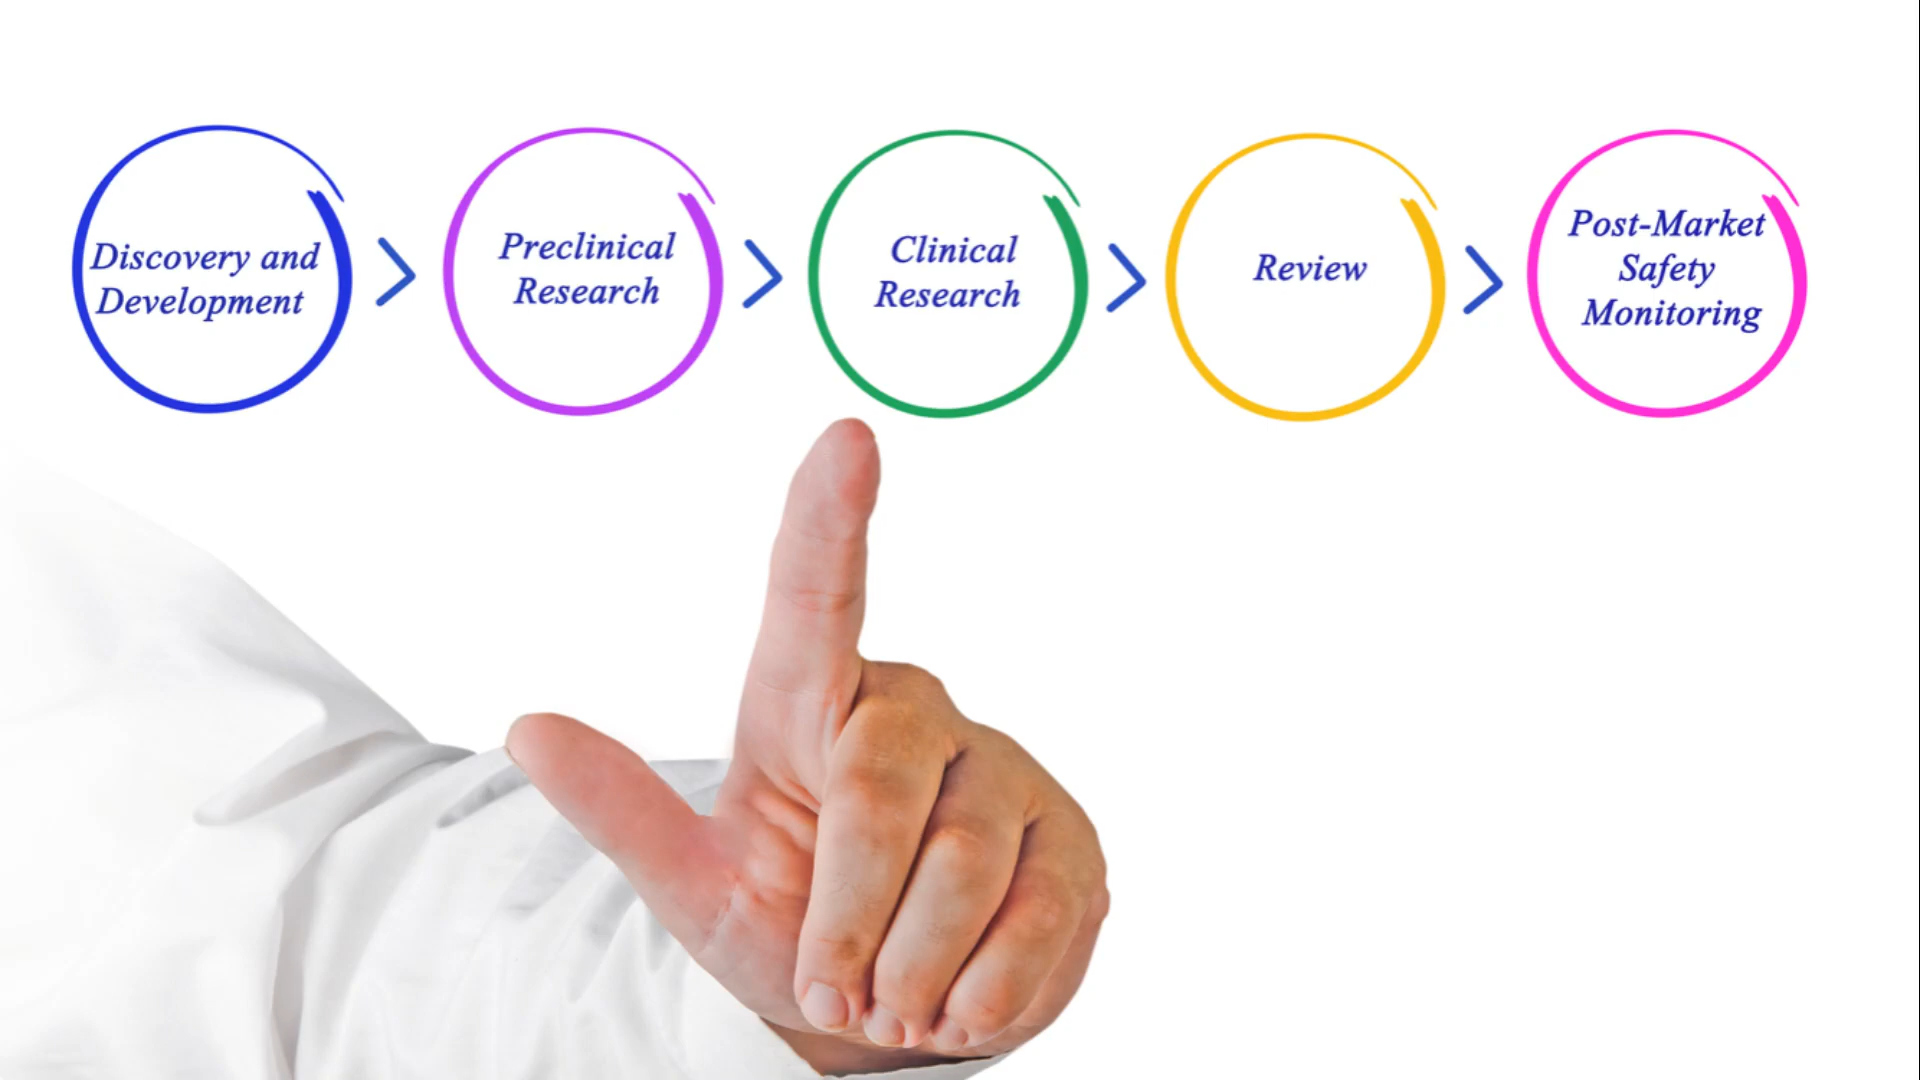 Discovery and
Development
Preclinical
Research
Clinical
Research
Review
Post-Market
Safety
Monitoring